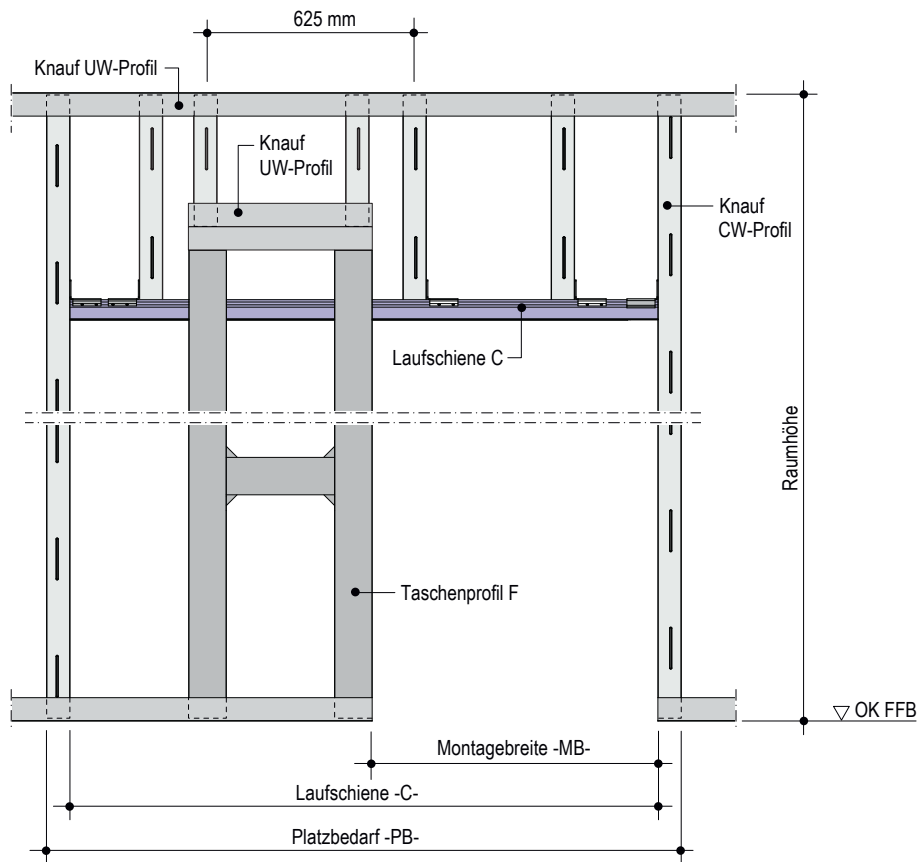 625 mm
Knauf UW-Profil
Knauf
UW-Profil
Knauf
CW-Profil
Laufschiene C
Raumhöhe
Taschenprofil F
OK FFB
Montagebreite -MB-
Laufschiene -C-
Platzbedarf -PB-